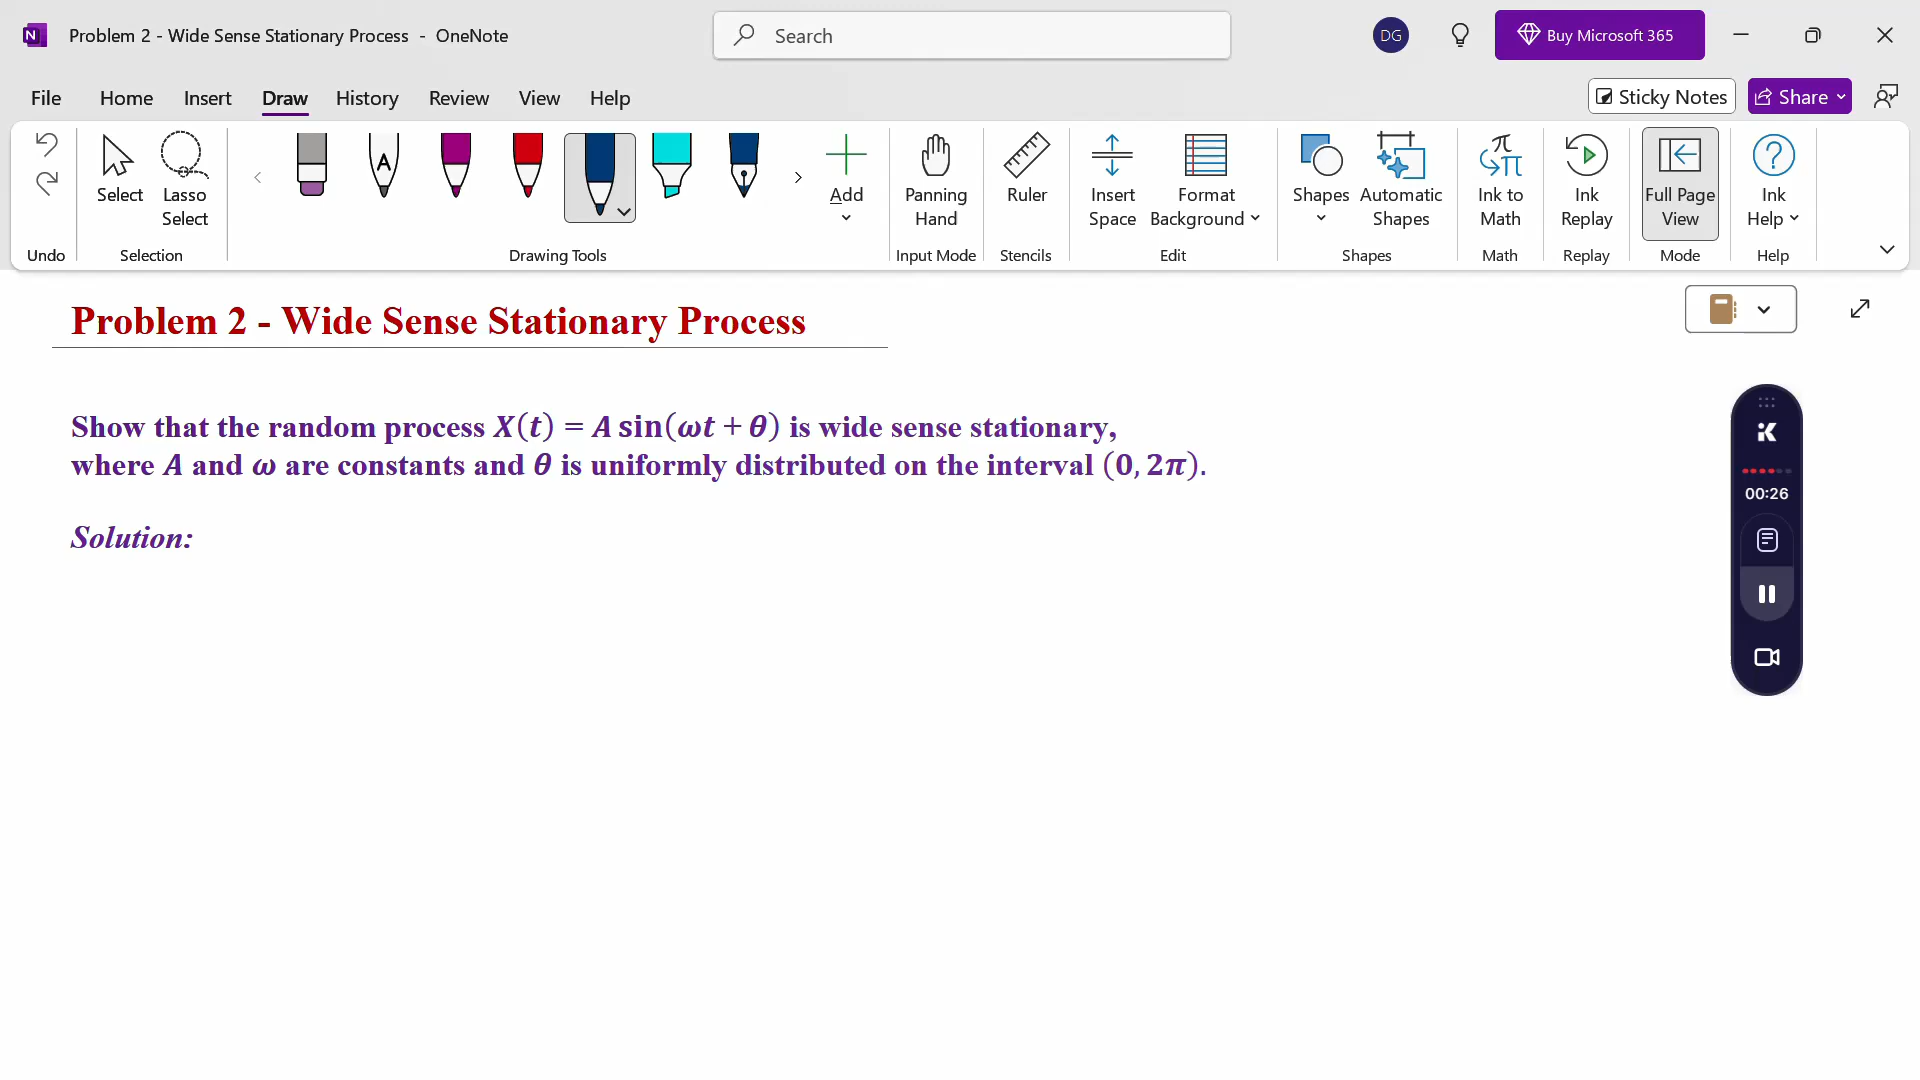 Problem 2 - Wide Sense Stationary Process - OneNote
Search
DG
Buy Microsoft 365
File Home Insert Draw History Review View Help
Sticky Notes
Share
A
Select
Lasso
Select
Add
Panning
Hand
Ruler
Insert
Space
Format
Background
Shapes
Automatic
Shapes
Ink to
Math
Ink
Replay
Full Page
View
Ink
Help
Undo
Selection
Drawing Tools
Input Mode
Stencils
Edit
Shapes
Math
Replay
Mode
Help
Problem 2 - Wide Sense Stationary Process
Show that the random process X(t) = A sin(ωt + θ) is wide sense stationary,
where A and ω are constants and θ is uniformly distributed on the interval (0, 2π).
Solution:
00:26